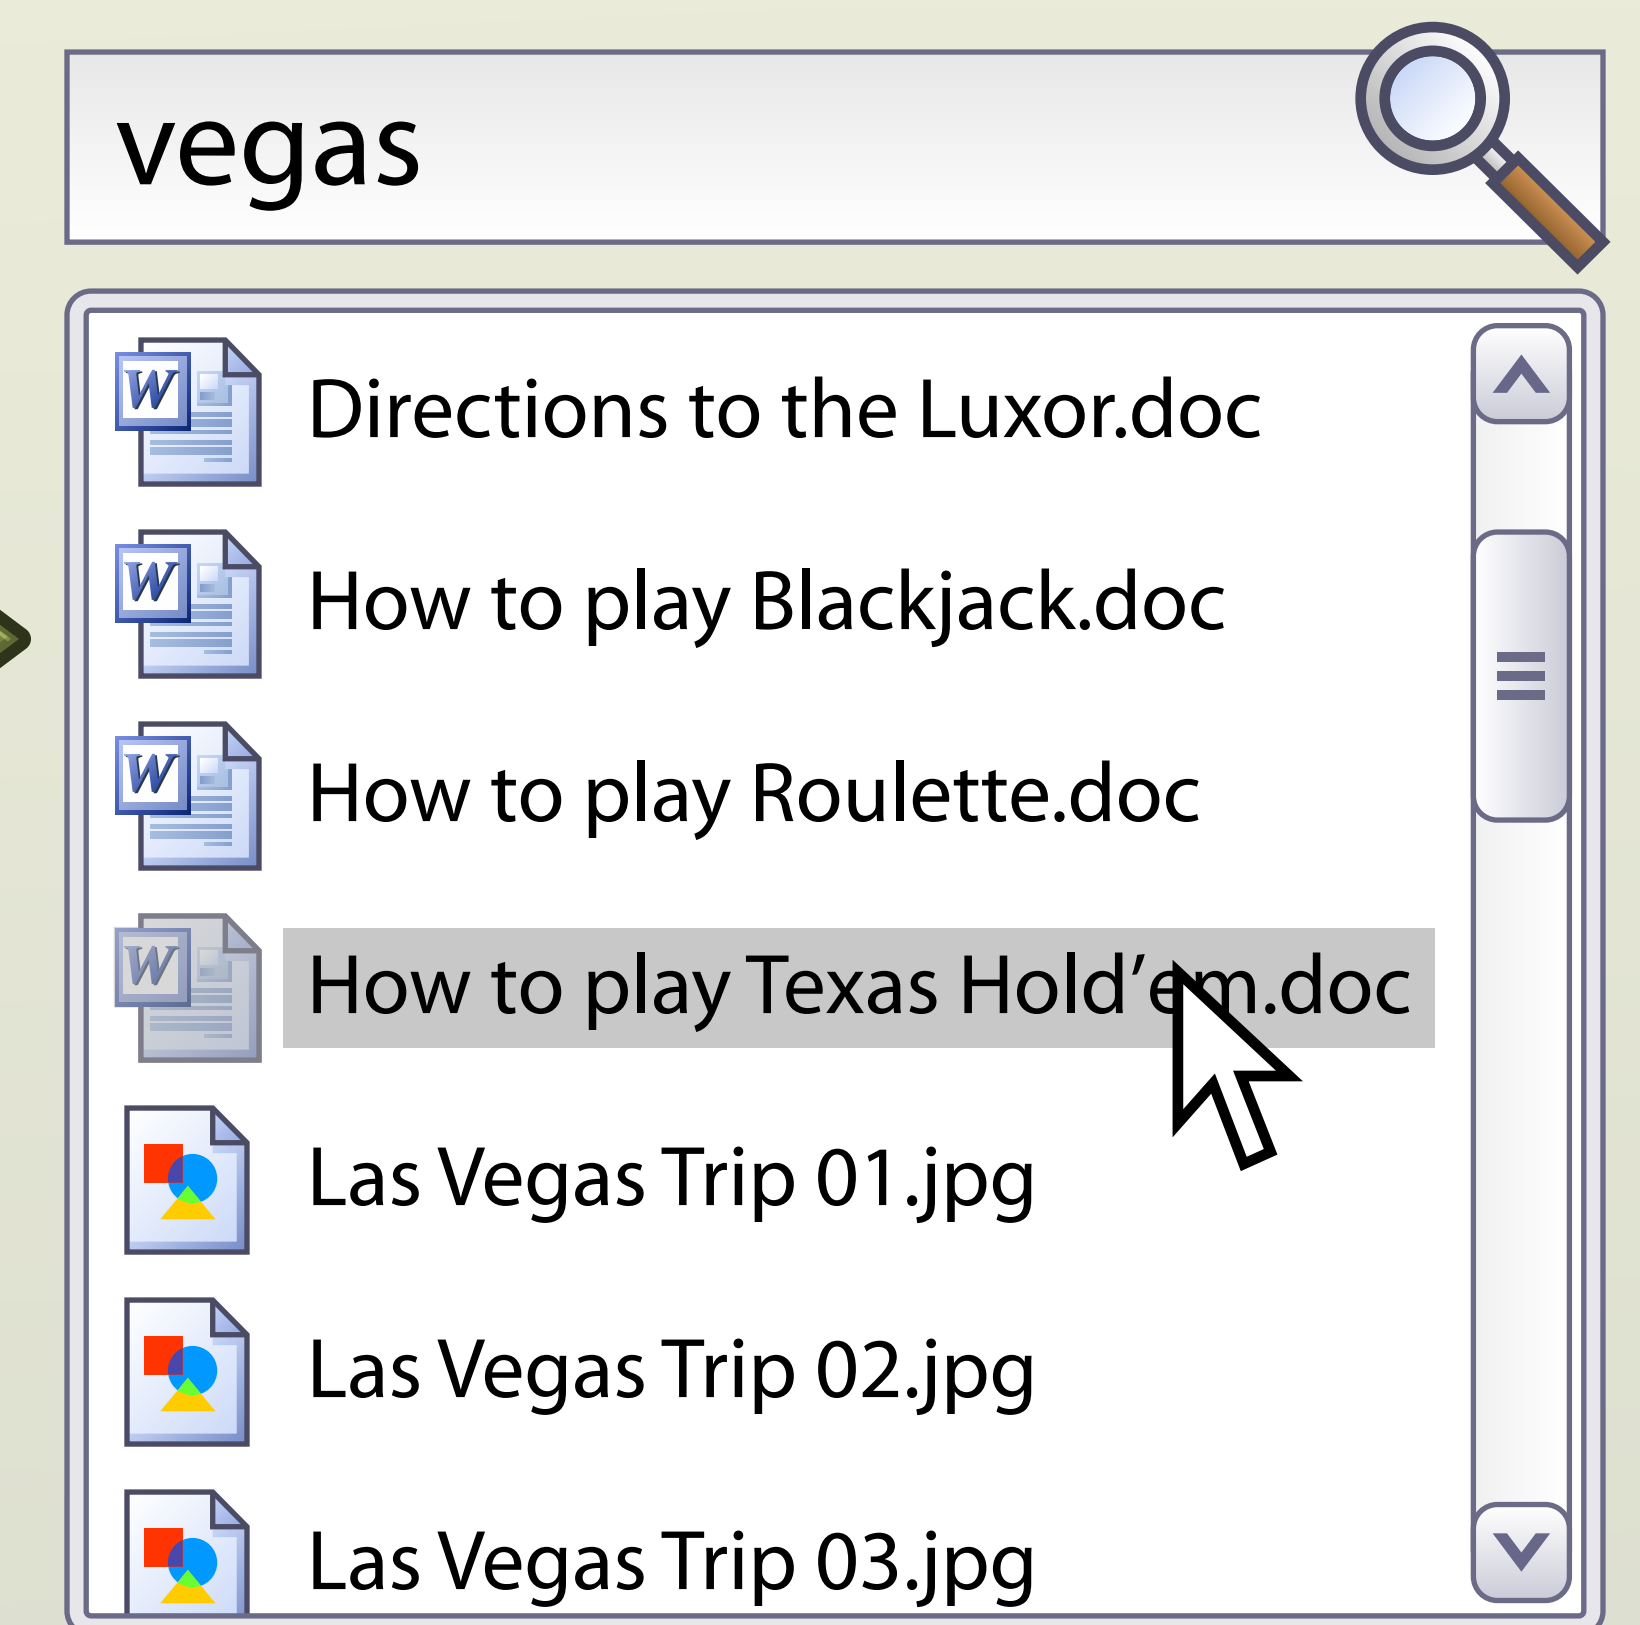 vegas
Directions to the Luxor.doc
How to play Blackjack.doc
How to play Roulette.doc
How to play Texas Hold’em.doc
Las Vegas Trip 01.jpg
Las Vegas Trip 02.jpg
Las Vegas Trip 03.jpg